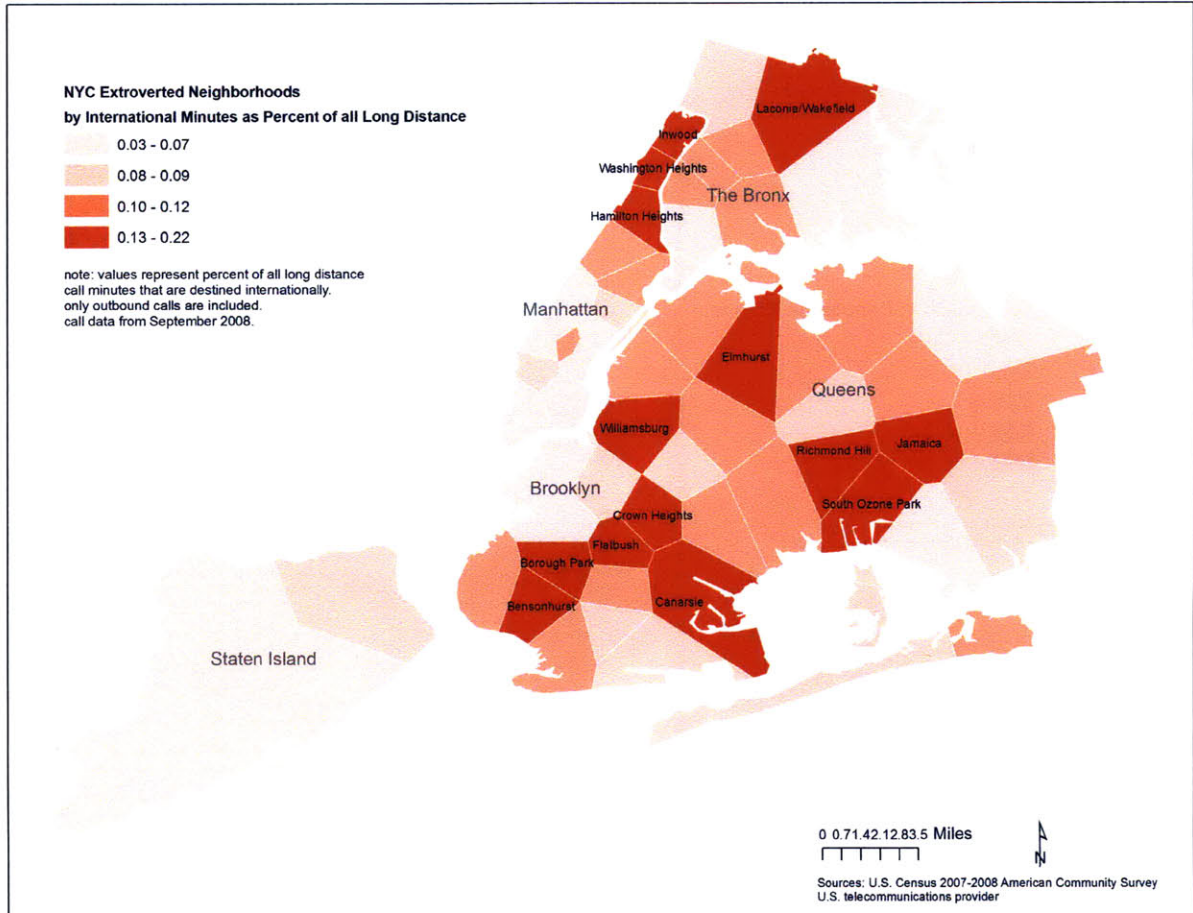 NYC Extroverted Neighborhoods
by International Minutes as Percent of all Long Distance
0.03 - 0.07
0.08 - 0.09
0.10 - 0.12
0.13 - 0.22
note: values represent percent of all long distance
call minutes that are destined internationally.
only outbound calls are included.
call data from September 2008.
Laconia/Wakefield
Inwood
Washington Heights
The Bronx
Hamilton Heights
Manhattan
Elmhurst
Queens
Williamsburg
Richmond Hill
Jamaica
Brooklyn
South Ozone Park
Crown Heights
Flatbush
Borough Park
Bensonhurst
Canarsie
Staten Island
0 0.71.42.12.83.5 Miles
N
Sources: U.S. Census 2007-2008 American Community Survey
U.S. telecommunications provider